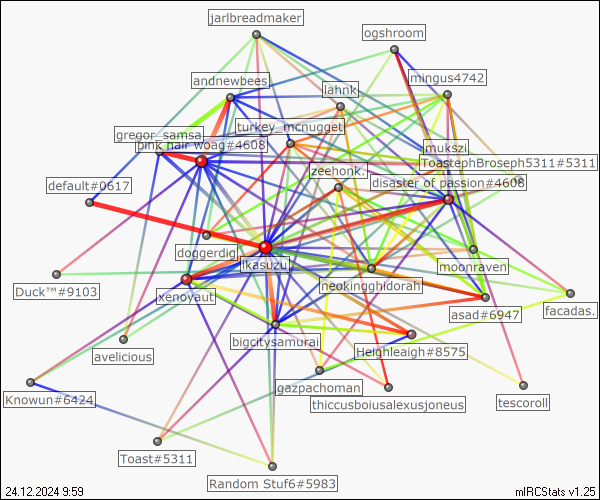 jarlbreadmaker
ogshroom
mingus4742
andnewbees
lahnk
turkey_mcnugget
gregor_samsa
pink hair woag#4608
mukszi
ToastephBroseph5311#5311
zeehonk.
disaster of passion#4608
default#0617
doggerdig
ikasuzu
moonraven
neokingghidorah
Duck™#9103
xenoyaut
asad#6947
facadas.
bigcitysamurai
avelicious
Heighleigh#8575
gazpachoman
Knowun#6424
thiccusboiusalexusjoneus
tescoroll
Toast#5311
Random Stuf6#5983
24.12.2024 9:59
mIRCStats v1.25